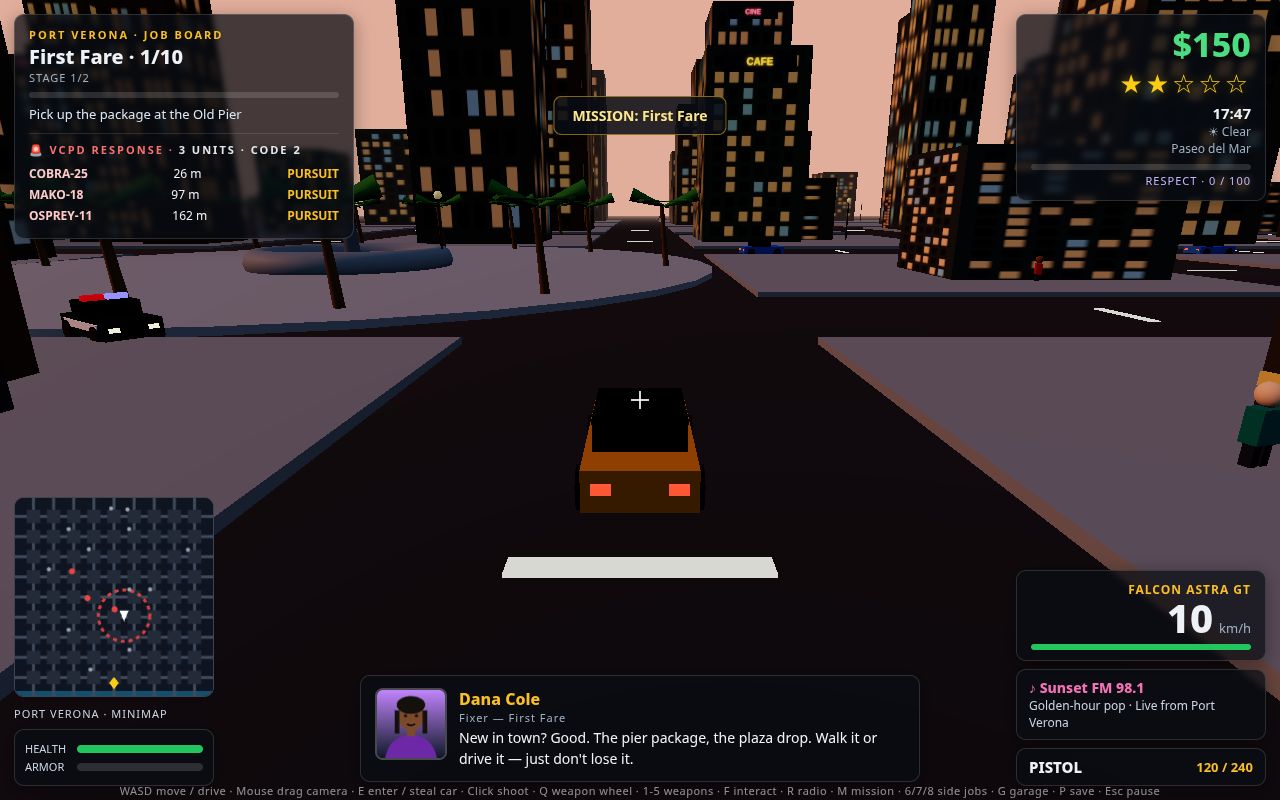 PORT VERONA · JOB BOARD
First Fare · 1/10
STAGE 1/2
Pick up the package at the Old Pier
🚨 VCPD RESPONSE · 3 UNITS · CODE 2
COBRA-25 26 m PURSUIT
MAKO-18 97 m PURSUIT
OSPREY-11 162 m PURSUIT
CINE
CAFE
MISSION: First Fare
$150
★★☆☆☆
17:47
☀ Clear
Paseo del Mar
RESPECT · 0 / 100
PORT VERONA · MINIMAP
HEALTH
ARMOR
Dana Cole
Fixer — First Fare
New in town? Good. The pier package, the plaza drop. Walk it or
drive it — just don't lose it.
FALCON ASTRA GT
10 km/h
♪ Sunset FM 98.1
Golden-hour pop · Live from Port
Verona
PISTOL 120 / 240
WASD move / drive · Mouse drag camera · E enter / steal car · Click shoot · Q weapon wheel · 1-5 weapons · F interact · R radio · M mission · 6/7/8 side jobs · G garage · P save · Esc pause